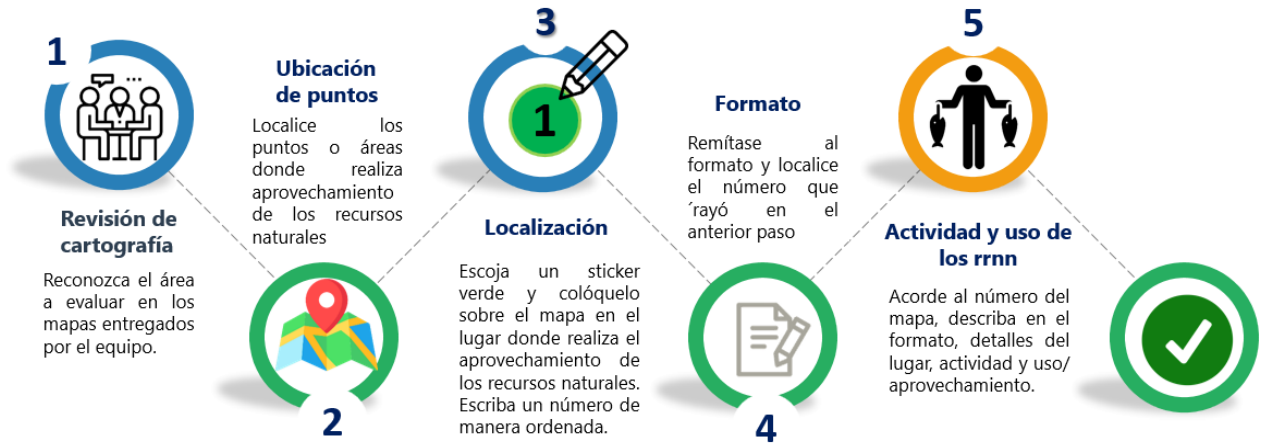 1
Revisión de
cartografía
Reconozca el área
a evaluar en los
mapas entregados
por el equipo.
Ubicación
de puntos
Localice los
puntos o áreas
donde realiza
aprovechamiento
de los recursos
naturales
2
3
1
Localización
Escoja un sticker
verde y colóquelo
sobre el mapa en el
lugar donde realiza el
aprovechamiento de
los recursos naturales.
Escriba un número de
manera ordenada.
Formato
Remítase al
formato y localice
el número que
´rayó en el
anterior paso
4
5
Actividad y uso de
los rrnn
Acorde al número del
mapa, describa en el
formato, detalles del
lugar, actividad y uso/
aprovechamiento.